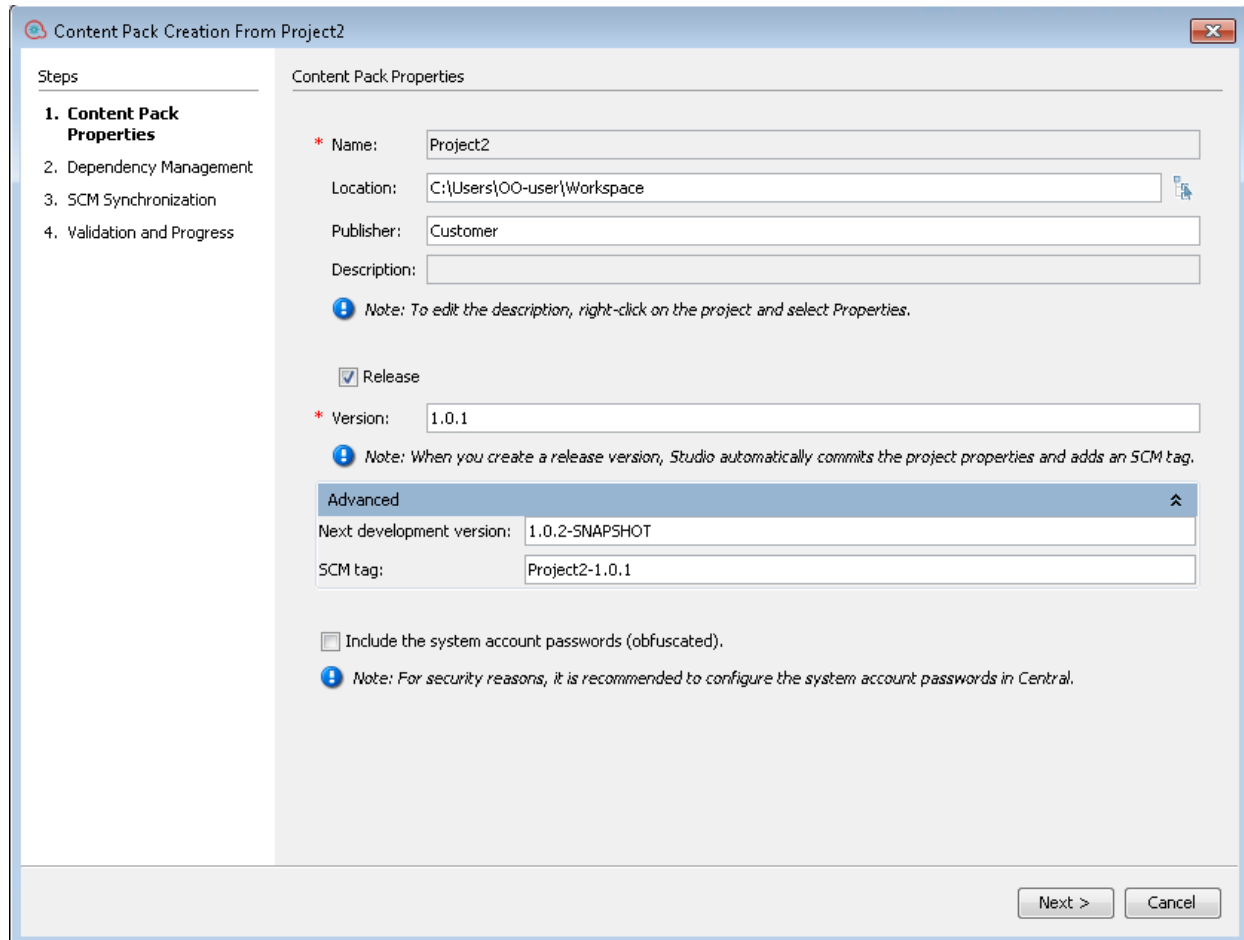 Content Pack Creation From Project2
Steps
1. Content Pack
Properties
2. Dependency Management
3. SCM Synchronization
4. Validation and Progress
Content Pack Properties
* Name: Project2
Location: C:\Users\OO-user\Workspace
Publisher: Customer
Description:
Note: To edit the description, right-click on the project and select Properties.
Release
* Version: 1.0.1
Note: When you create a release version, Studio automatically commits the project properties and adds an SCM tag.
Advanced
Next development version: 1.0.2-SNAPSHOT
SCM tag: Project2-1.0.1
Include the system account passwords (obfuscated).
Note: For security reasons, it is recommended to configure the system account passwords in Central.
Next > Cancel